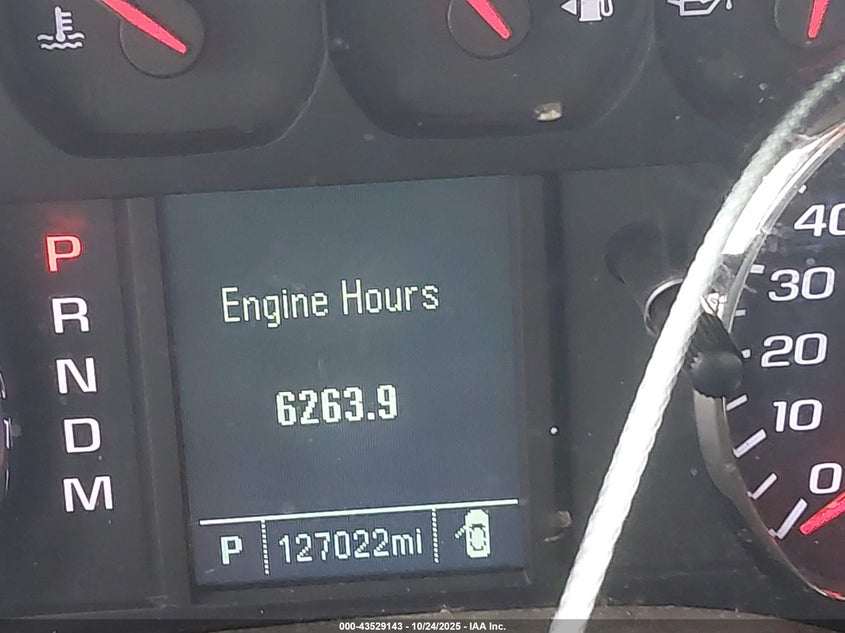 P
R
N
D
M
Engine Hours
6263.9
P 127022mi
40
30
20
10
0
000-43529143 - 10/24/2025 - IAA Inc.